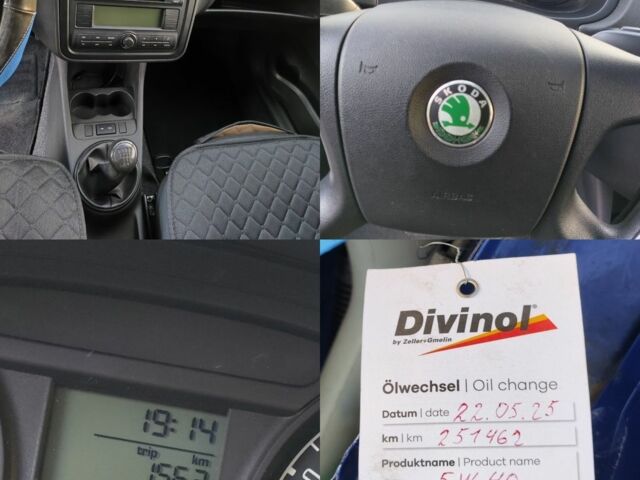 SKODA
AIRBAG
19:14
trip km
Divinol®
by Zeller+Gmelin
Ölwechsel | Oil change
Datum | date 22.05.25
km | km 251462
Produktname | Product name